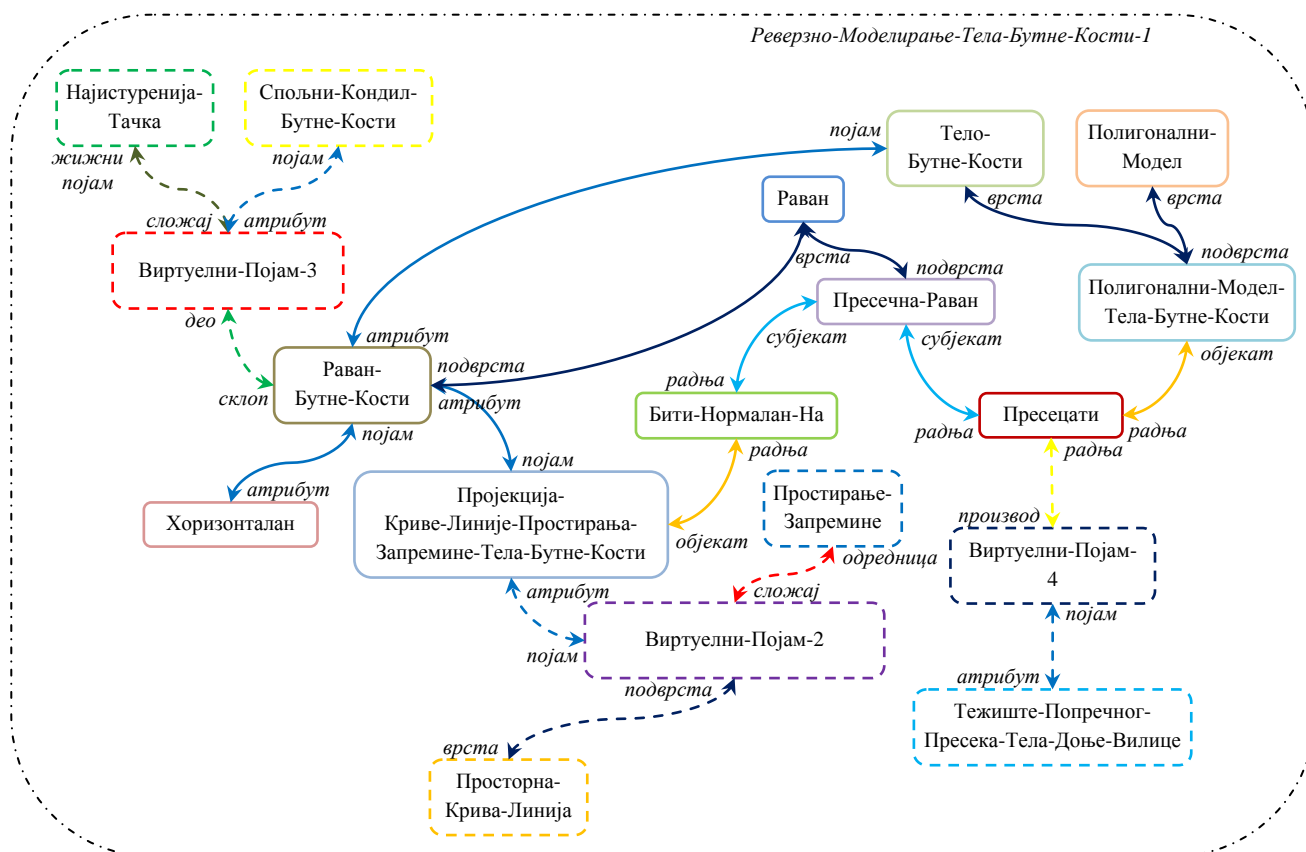 Реверзно-Моделирање-Тела-Бутне-Кости-1
Најистуренија-
Тачка
Спољни-Кондил-
Бутне-Кости
појам
Тело-
Бутне-Кости
Полигонални-
Модел
жижни
појам
појам
врста
врста
Раван
сложај
атрибут
врста
подврста
подврста
Виртуелни-Појам-3
Пресечна-Раван
Полигонални-Модел-
Тела-Бутне-Кости
део
атрибут
субјекат
субјекат
објекат
Раван-
Бутне-Кости
подврста
склоп
атрибут
радња
појам
Бити-Нормалан-На
Пресецати
радња
радња
радња
радња
појам
атрибут
Хоризонталан
Пројекција-
Криве-Линије-Простирања-
Запремине-Тела-Бутне-Кости
Простирање-
Запремине
објекат
одредница
производ
Виртуелни-Појам-
4
атрибут
сложај
појам
Виртуелни-Појам-2
појам
подврста
атрибут
Тежиште-Попречног-
Пресека-Тела-Доње-Вилице
врста
Просторна-
Крива-Линија